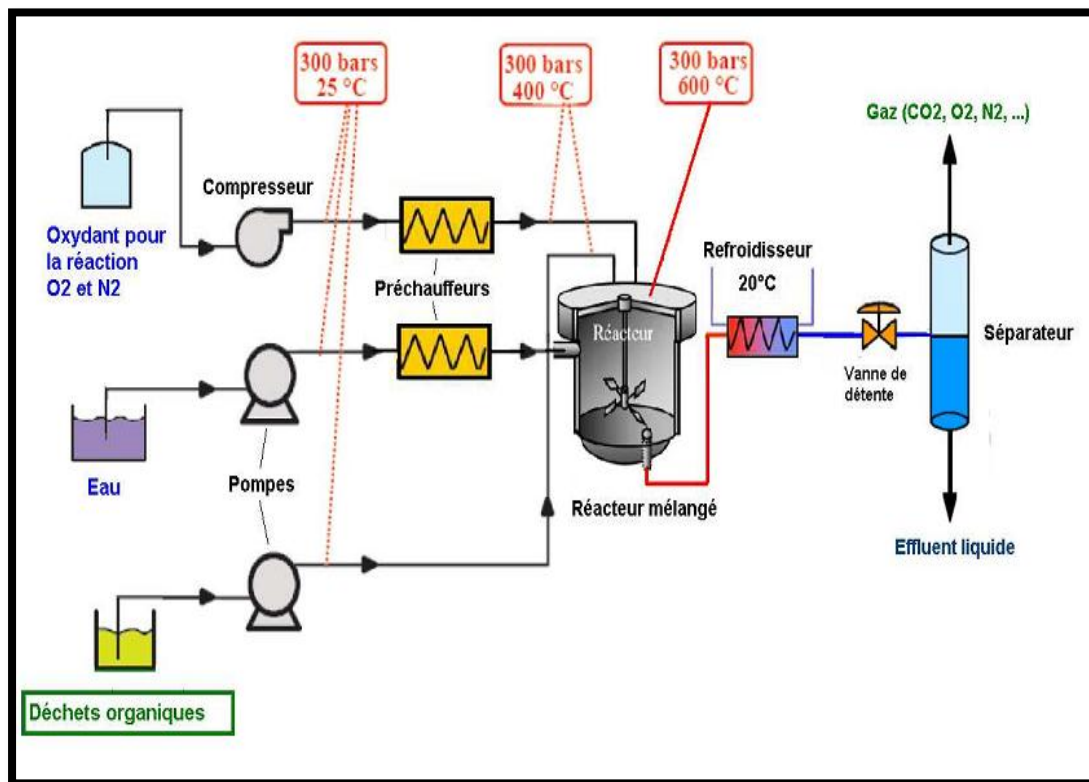 300 bars
25 °C
300 bars
400 °C
300 bars
600 °C
Gaz (CO2, O2, N2, ...)
Compresseur
Oxydant pour
la réaction
O2 et N2
Préchauffeurs
Refroidisseur
20°C
Réacteur
Séparateur
Vanne de
détente
Eau
Pompes
Réacteur mélangé
Effluent liquide
Déchets organiques